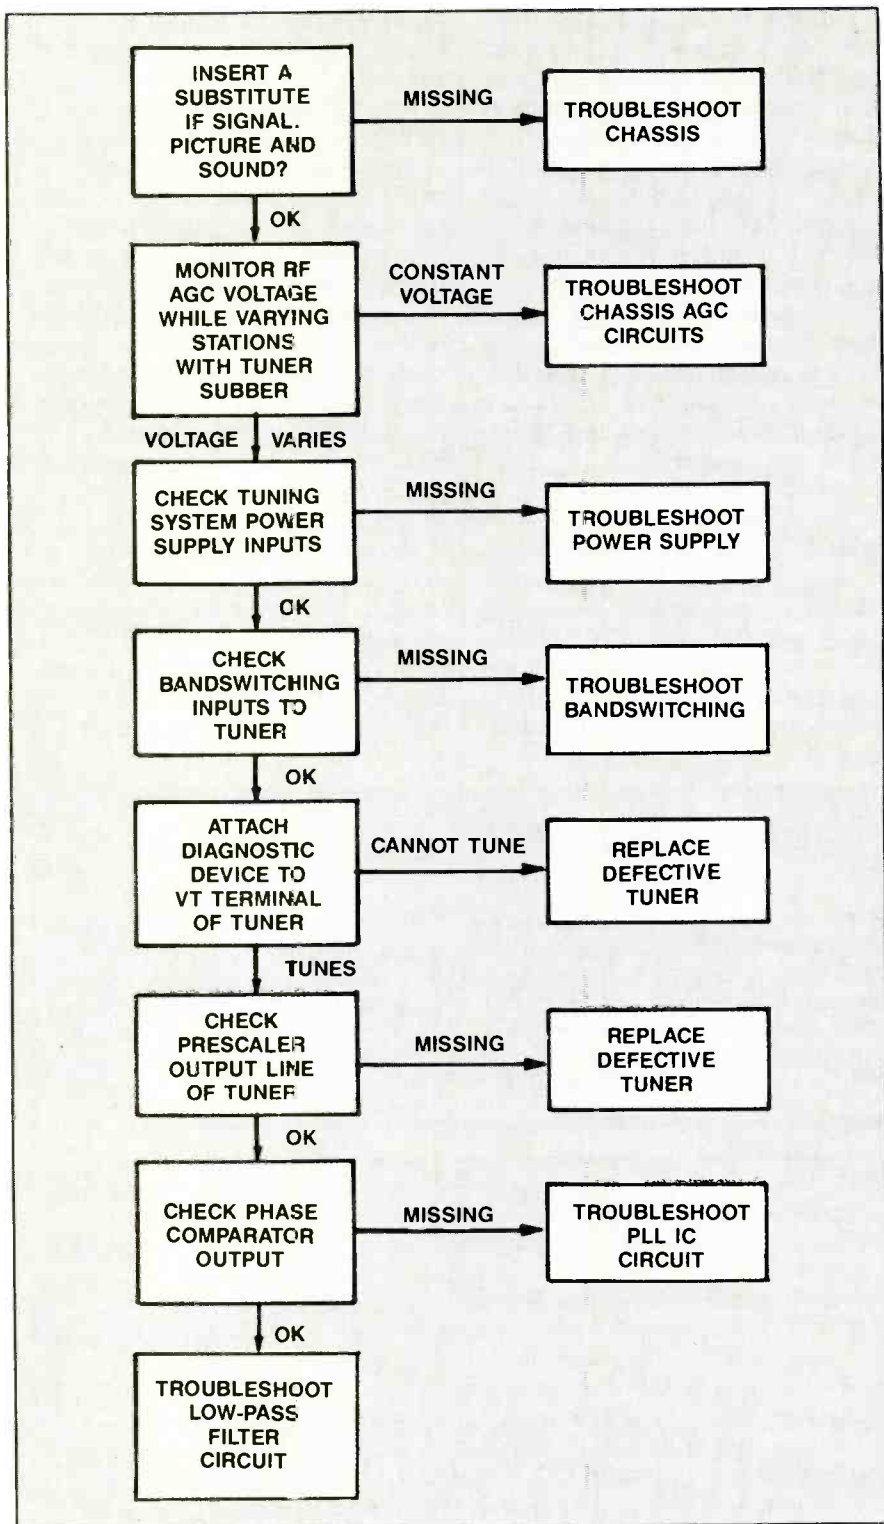 INSERT A
SUBSTITUTE
IF SIGNAL.
PICTURE AND
SOUND?
MISSING
TROUBLESHOOT
CHASSIS
OK
MONITOR RF
AGC VOLTAGE
WHILE VARYING
STATIONS
WITH TUNER
SUBBER
CONSTANT
VOLTAGE
TROUBLESHOOT
CHASSIS AGC
CIRCUITS
VOLTAGE VARIES
CHECK TUNING
SYSTEM POWER
SUPPLY INPUTS
MISSING
TROUBLESHOOT
POWER SUPPLY
OK
CHECK
BANDSWITCHING
INPUTS TO
TUNER
MISSING
TROUBLESHOOT
BANDSWITCHING
OK
ATTACH
DIAGNOSTIC
DEVICE TO
VT TERMINAL
OF TUNER
CANNOT TUNE
REPLACE
DEFECTIVE
TUNER
TUNES
CHECK
PRESCALER
OUTPUT LINE
OF TUNER
MISSING
REPLACE
DEFECTIVE
TUNER
OK
CHECK PHASE
COMPARATOR
OUTPUT
MISSING
TROUBLESHOOT
PLL IC
CIRCUIT
OK
TROUBLESHOOT
LOW-PASS
FILTER
CIRCUIT